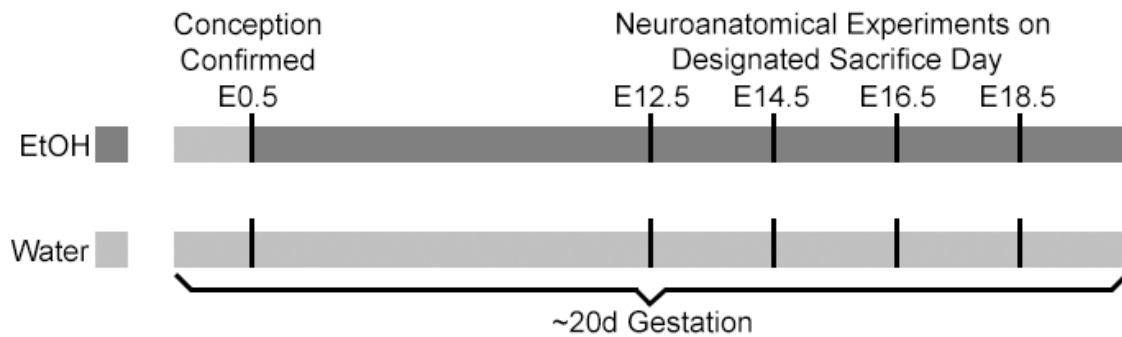 Conception
Confirmed
Neuroanatomical Experiments on
Designated Sacrifice Day
E0.5
E12.5
E14.5
E16.5
E18.5
EtOH
Water
~20d Gestation